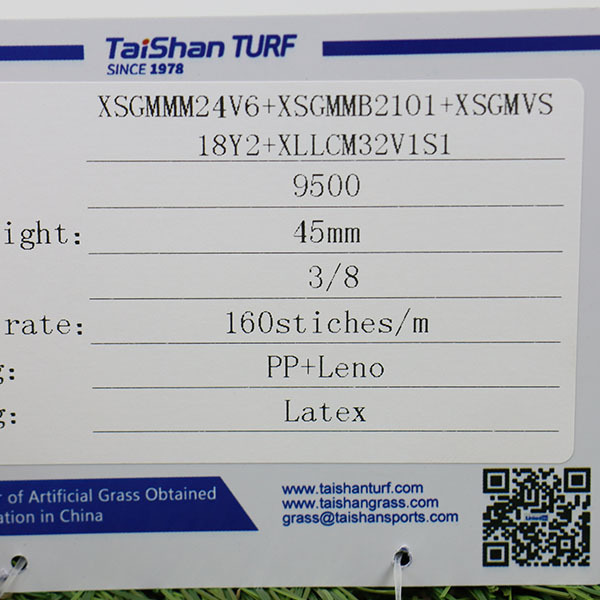 TaiShan TURF
SINCE 1978
XSGMMM24V6+XSGMMB2101+XSGMVS
18Y2+XLLCM32V1S1
9500
ight: 45mm
3/8
rate: 160stiches/m
g: PP+Leno
g: Latex
r of Artificial Grass Obtained
ation in China
www.taishanturf.com
www.taishangrass.com
grass@taishansports.com